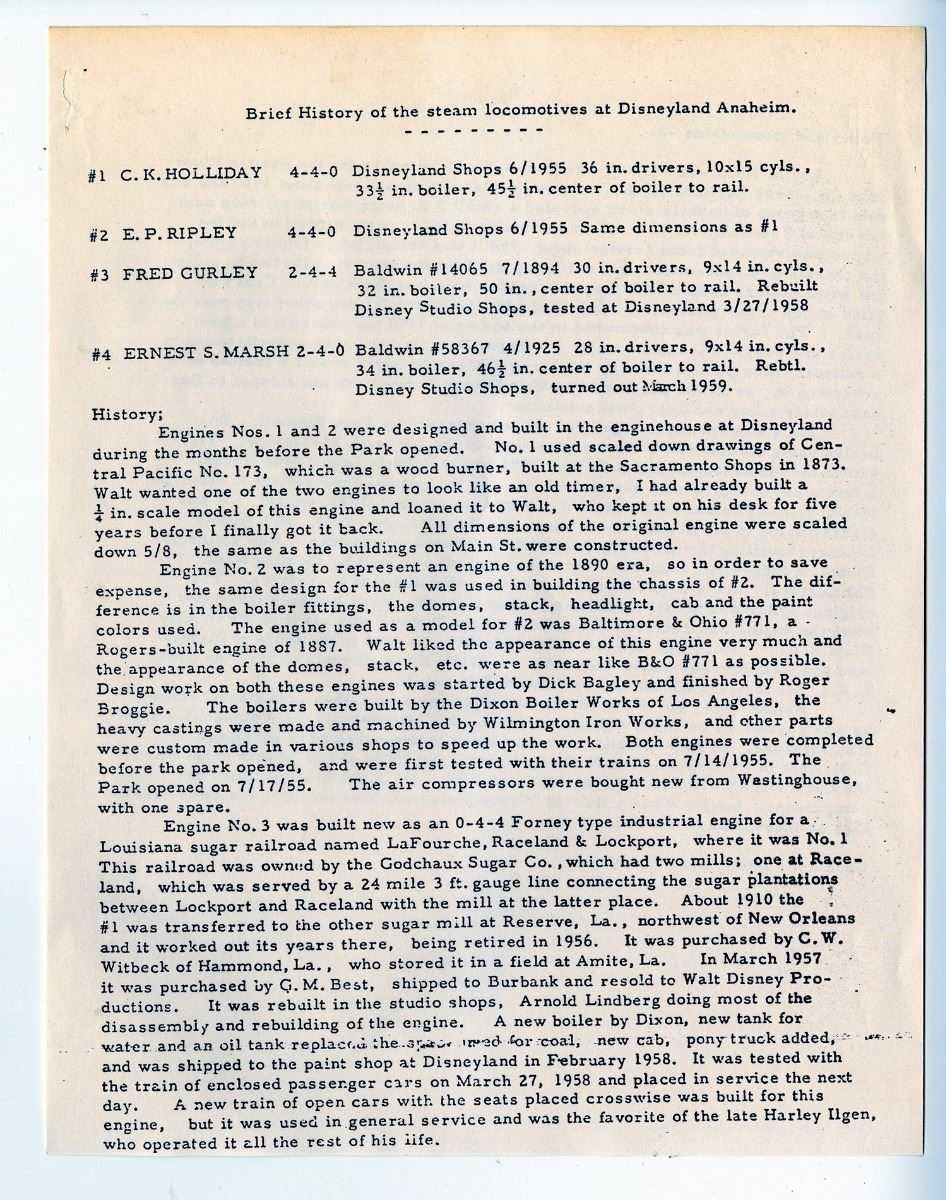 Brief History of the steam locomotives at Disneyland Anaheim.
- - - - - - - - -
#1 C. K. HOLLIDAY 4-4-0 Disneyland Shops 6/1955 36 in. drivers, 10x15 cyls.,
33½ in. boiler, 45½ in. center of boiler to rail.
#2 E. P. RIPLEY 4-4-0 Disneyland Shops 6/1955 Same dimensions as #1
#3 FRED GURLEY 2-4-4 Baldwin #14065 7/1894 30 in. drivers, 9x14 in. cyls.,
32 in. boiler, 50 in., center of boiler to rail. Rebuilt
Disney Studio Shops, tested at Disneyland 3/27/1958
#4 ERNEST S. MARSH 2-4-0 Baldwin #58367 4/1925 28 in. drivers, 9x14 in. cyls.,
34 in. boiler, 46½ in. center of boiler to rail. Rebtl.
Disney Studio Shops, turned out March 1959.
History;
Engines Nos. 1 and 2 were designed and built in the enginehouse at Disneyland
during the months before the Park opened. No. 1 used scaled down drawings of Cen-
tral Pacific No. 173, which was a wood burner, built at the Sacramento Shops in 1873.
Walt wanted one of the two engines to look like an old timer, I had already built a
¼ in. scale model of this engine and loaned it to Walt, who kept it on his desk for five
years before I finally got it back. All dimensions of the original engine were scaled
down 5/8, the same as the buildings on Main St. were constructed.
Engine No. 2 was to represent an engine of the 1890 era, so in order to save
expense, the same design for the #1 was used in building the chassis of #2. The dif-
ference is in the boiler fittings, the domes, stack, headlight, cab and the paint
colors used. The engine used as a model for #2 was Baltimore & Ohio #771, a
Rogers-built engine of 1887. Walt liked the appearance of this engine very much and
the appearance of the domes, stack, etc. were as near like B&O #771 as possible.
Design work on both these engines was started by Dick Bagley and finished by Roger
Broggie. The boilers were built by the Dixon Boiler Works of Los Angeles, the
heavy castings were made and machined by Wilmington Iron Works, and other parts
were custom made in various shops to speed up the work. Both engines were completed
before the park opened, and were first tested with their trains on 7/14/1955. The
Park opened on 7/17/55. The air compressors were bought new from Wastinghouse,
with one spare.
Engine No. 3 was built new as an 0-4-4 Forney type industrial engine for a
Louisiana sugar railroad named LaFourche, Raceland & Lockport, where it was No. 1
This railroad was owned by the Godchaux Sugar Co., which had two mills; one at Race-
land, which was served by a 24 mile 3 ft. gauge line connecting the sugar plantations
between Lockport and Raceland with the mill at the latter place. About 1910 the
#1 was transferred to the other sugar mill at Reserve, La., northwest of New Orleans
and it worked out its years there, being retired in 1956. It was purchased by C. W.
Witbeck of Hammond, La., who stored it in a field at Amite, La. In March 1957
it was purchased by G. M. Best, shipped to Burbank and resold to Walt Disney Pro-
ductions. It was rebuilt in the studio shops, Arnold Lindberg doing most of the
disassembly and rebuilding of the engine. A new boiler by Dixon, new tank for
water and an oil tank replaced the space used for coal, new cab, pony truck added,
and was shipped to the paint shop at Disneyland in February 1958. It was tested with
the train of enclosed passenger cars on March 27, 1958 and placed in service the next
day. A new train of open cars with the seats placed crosswise was built for this
engine, but it was used in general service and was the favorite of the late Harley Ilgen,
who operated it all the rest of his life.